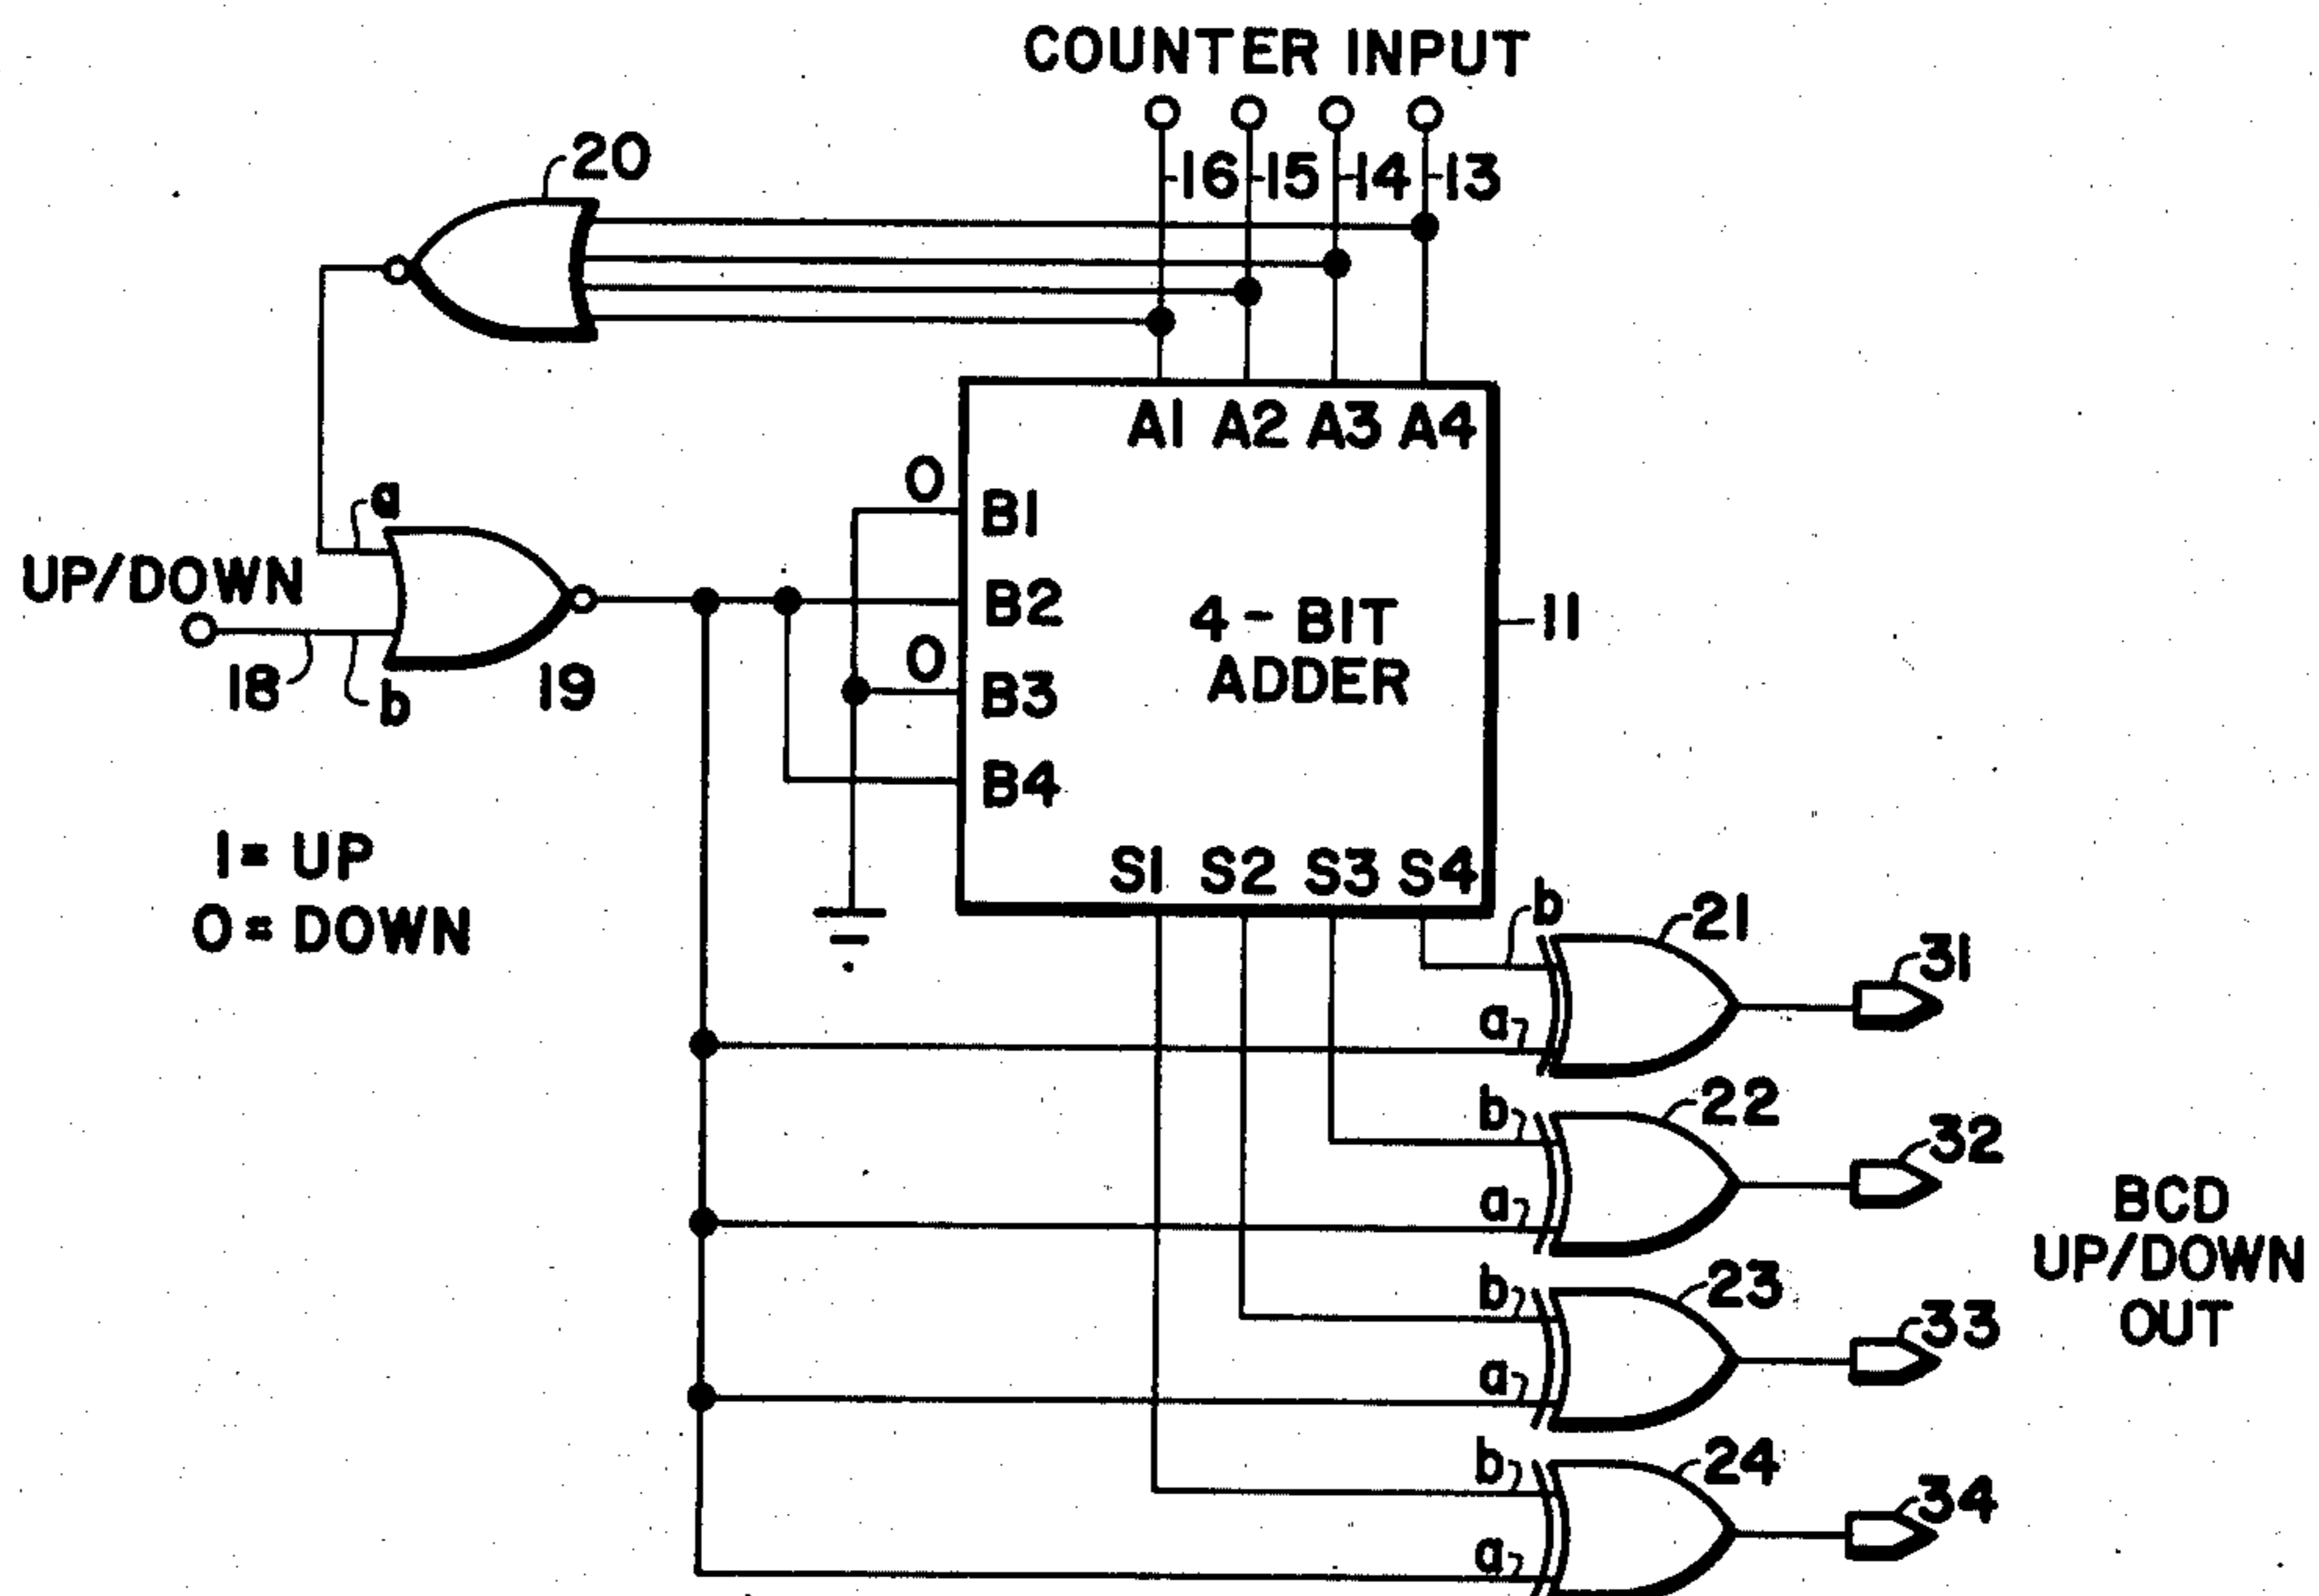 COUNTER INPUT
20
16 15 14 13
A1 A2 A3 A4
0
B1
a
UP/DOWN
B2
4-BIT
ADDER
11
0
B3
18
b
19
B4
1= UP
0= DOWN
S1 S2 S3 S4
b
21
31
a
b
22
32
a
BCD
UP/DOWN
OUT
b
23
33
a
b
24
34
a